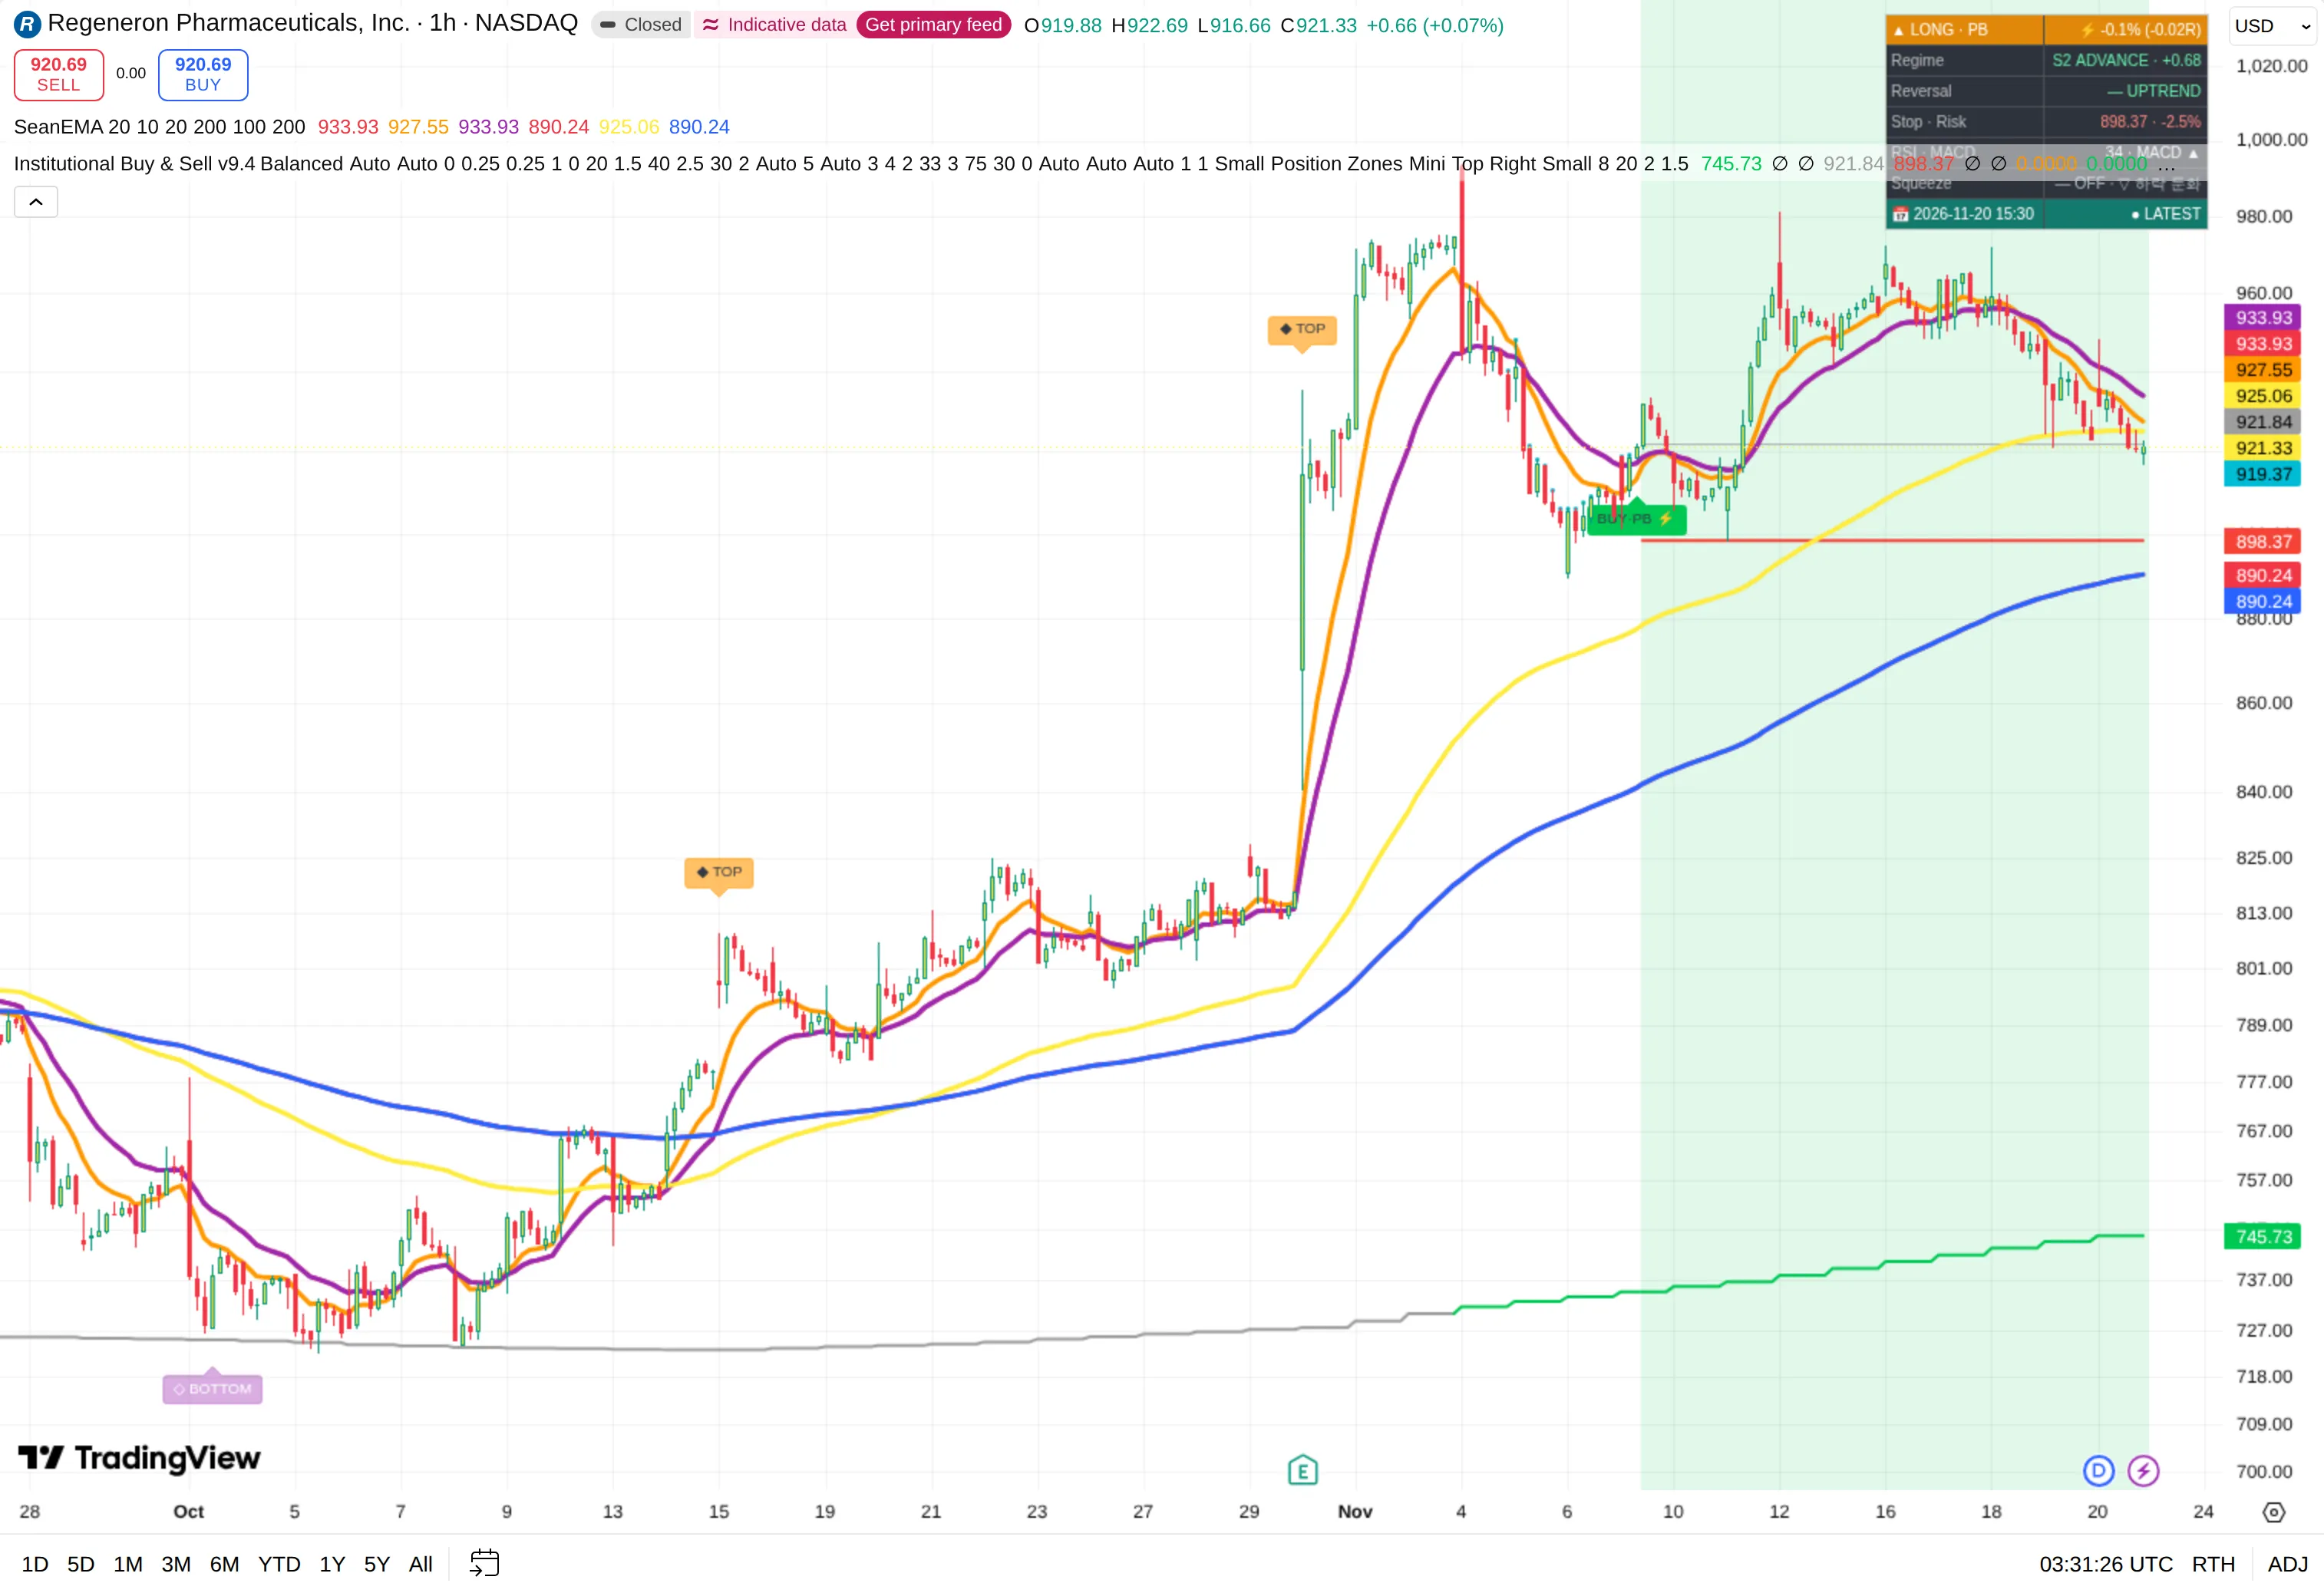 Regeneron Pharmaceuticals, Inc. · 1h · NASDAQ Closed Indicative data Get primary feed O919.88 H922.69 L916.66 C921.33 +0.66 (+0.07%)
920.69 SELL 0.00 920.69 BUY
SeanEMA 20 10 20 200 100 200 933.93 927.55 933.93 890.24 925.06 890.24
Institutional Buy & Sell v9.4 Balanced Auto Auto 0 0.25 0.25 1 0 20 1.5 40 2.5 30 2 Auto 5 Auto 3 4 2 33 3 75 30 0 Auto Auto Auto 1 1 Small Position Zones Mini Top Right Small 8 20 2 1.5 745.73 ∅ ∅ 921.84 898.37 ∅ ∅ 0.0000 0.0000 …
▲ LONG · PB ⚡ -0.1% (-0.02R)
Regime S2 ADVANCE · +0.68
Reversal — UPTREND
Stop · Risk 898.37 · -2.5%
RSI · MACD 34 · MACD ▲
Squeeze — OFF · ▽ 하락 둔화
📅 2026-11-20 15:30 ● LATEST
USD
1,020.00
1,000.00
980.00
960.00
933.93
933.93
927.55
925.06
921.84
921.33
919.37
898.37
890.24
890.24
880.00
860.00
840.00
825.00
813.00
801.00
789.00
777.00
767.00
757.00
745.73
737.00
727.00
718.00
709.00
700.00
◆ TOP
◆ TOP
BUY·PB ⚡
◇ BOTTOM
TradingView
E
D
28 Oct 5 7 9 13 15 19 21 23 27 29 Nov 4 6 10 12 16 18 20 24
1D 5D 1M 3M 6M YTD 1Y 5Y All
03:31:26 UTC RTH ADJ